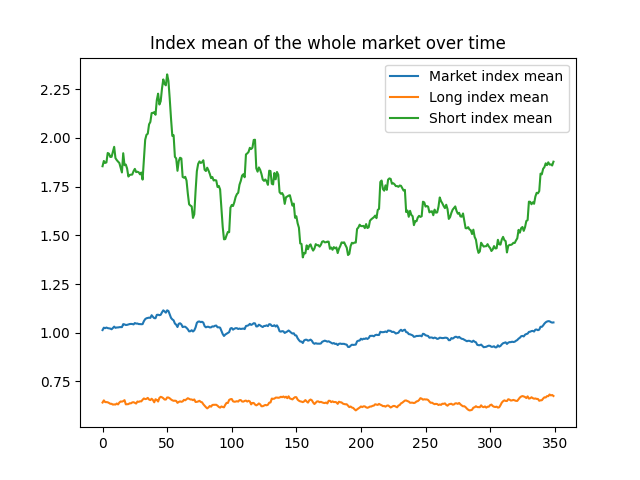 Index mean of the whole market over time
Market index mean
Long index mean
Short index mean
2.25
2.00
1.75
1.50
1.25
1.00
0.75
0 50 100 150 200 250 300 350